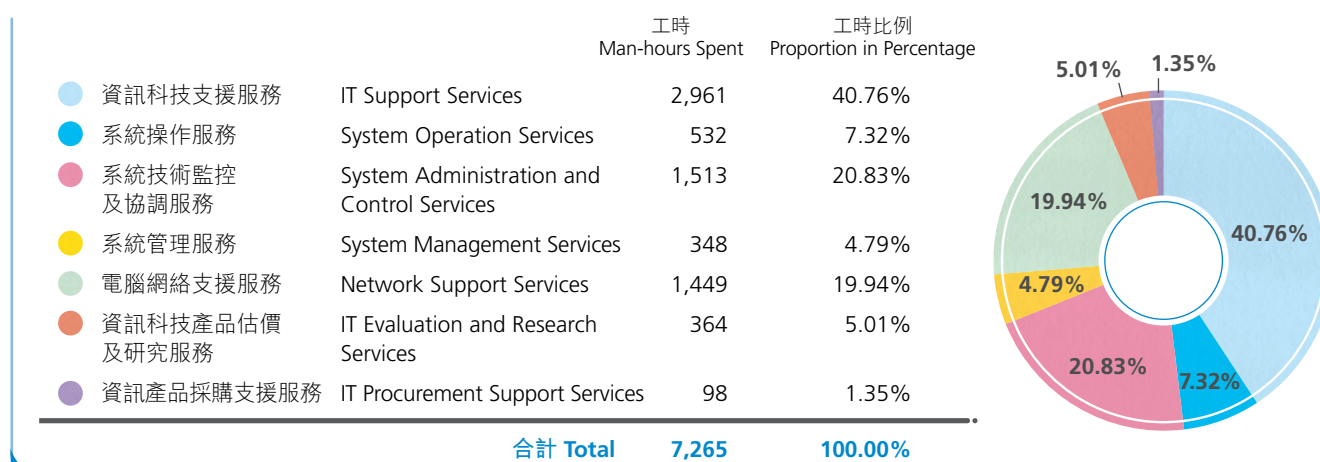 工時 工時比例
Man-hours Spent Proportion in Percentage
資訊科技支援服務 IT Support Services 2,961 40.76%
系統操作服務 System Operation Services 532 7.32%
系統技術監控 System Administration and 1,513 20.83%
及協調服務 Control Services
系統管理服務 System Management Services 348 4.79%
電腦網絡支援服務 Network Support Services 1,449 19.94%
資訊科技產品估價 IT Evaluation and Research 364 5.01%
及研究服務 Services
資訊產品採購支援服務 IT Procurement Support Services 98 1.35%
合計 Total 7,265 100.00%
5.01% 1.35%
19.94%
40.76%
4.79%
20.83%
7.32%